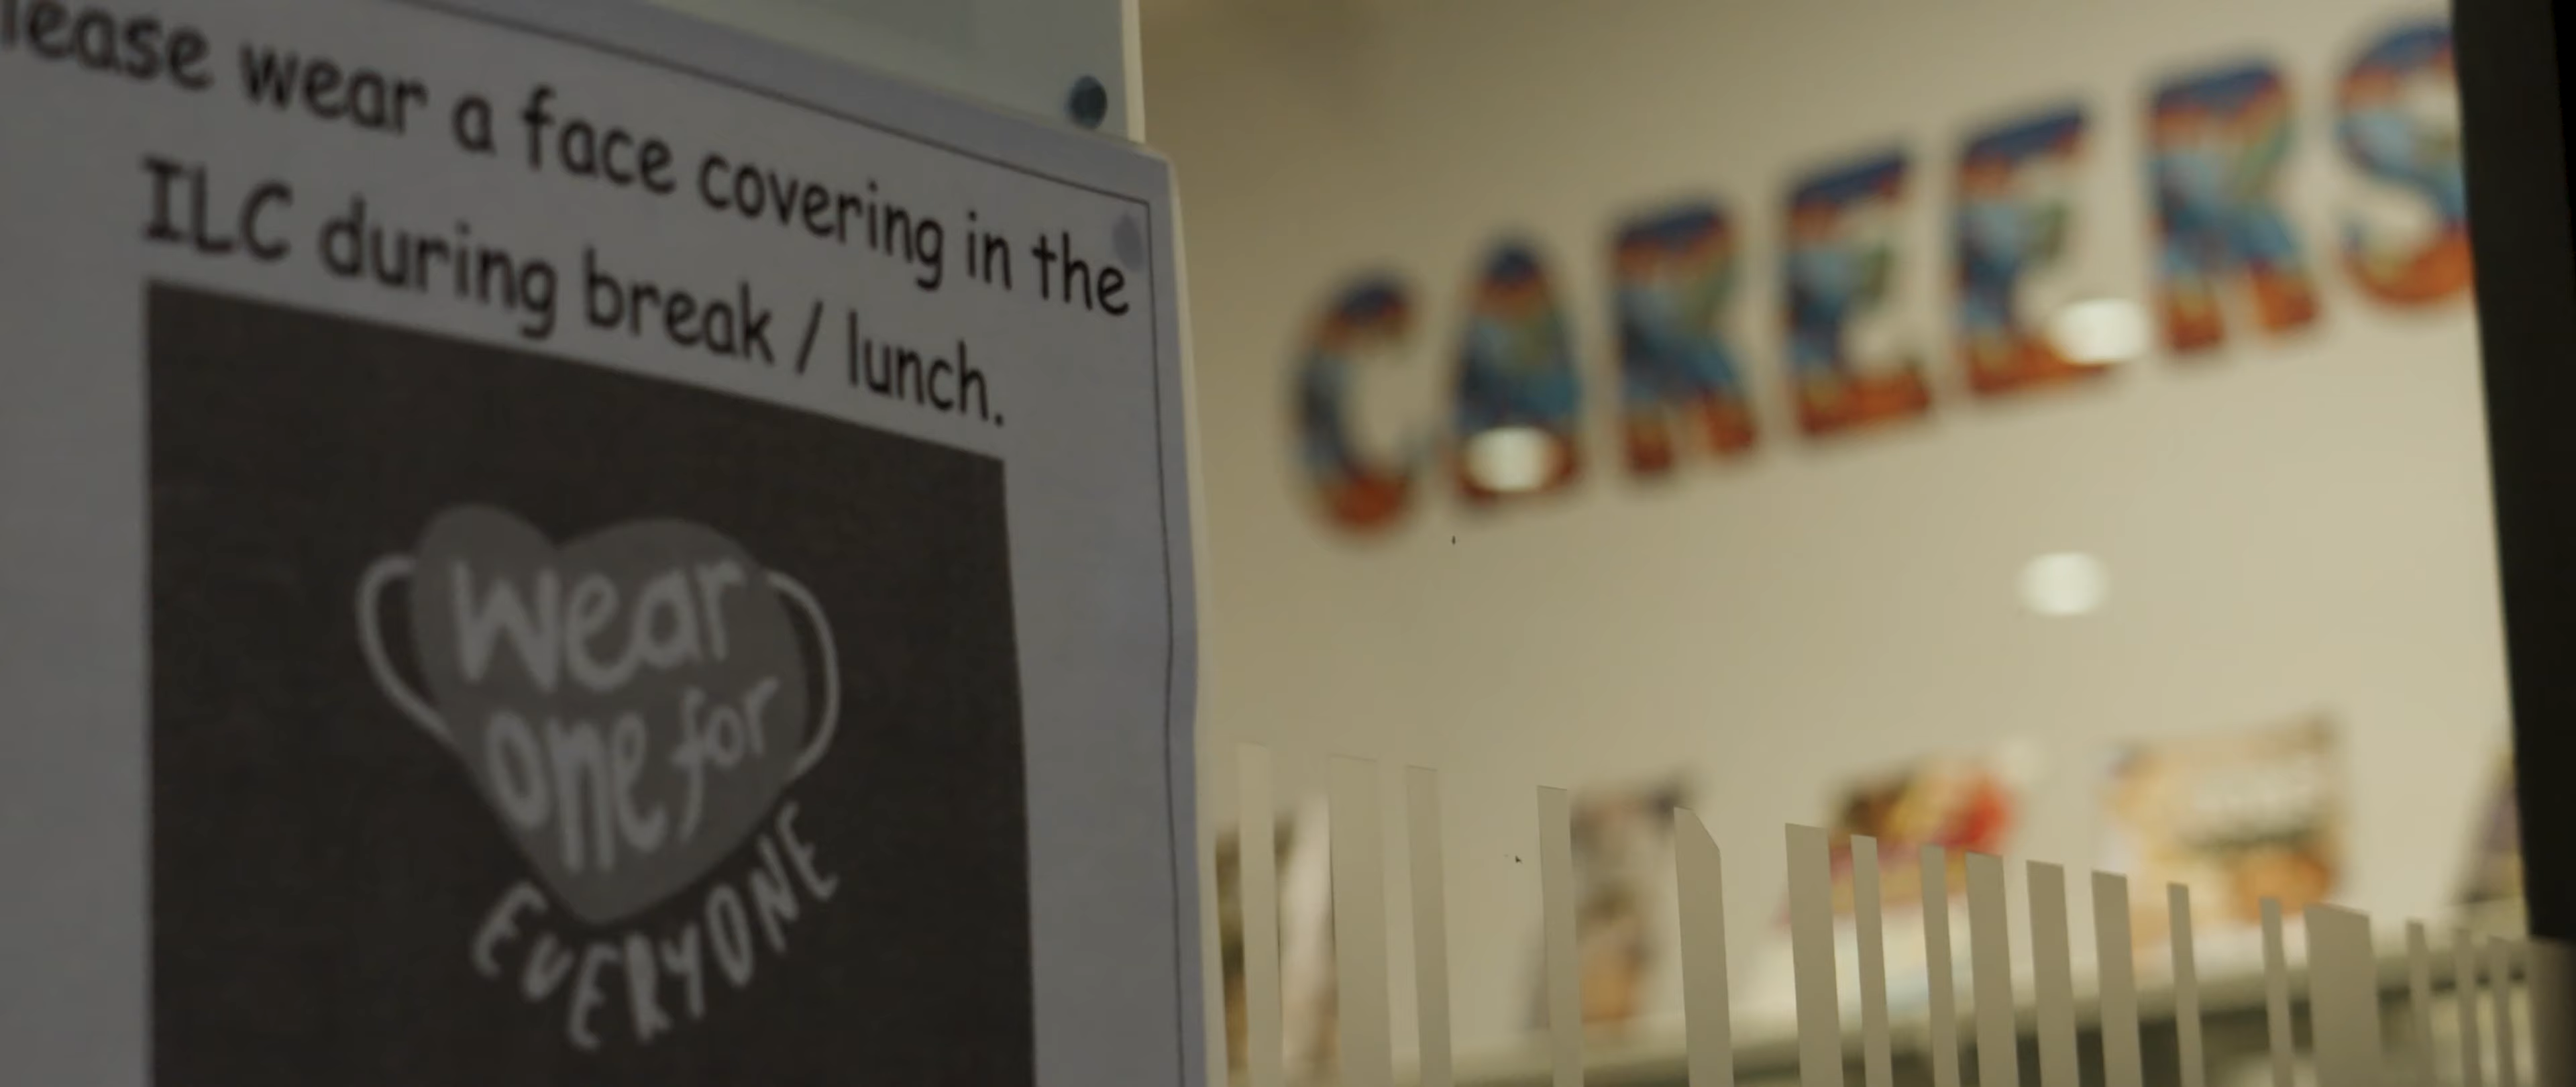 lease wear a face covering in the
ILC during break / lunch.
wear
one for
EVERYONE
CAREERS